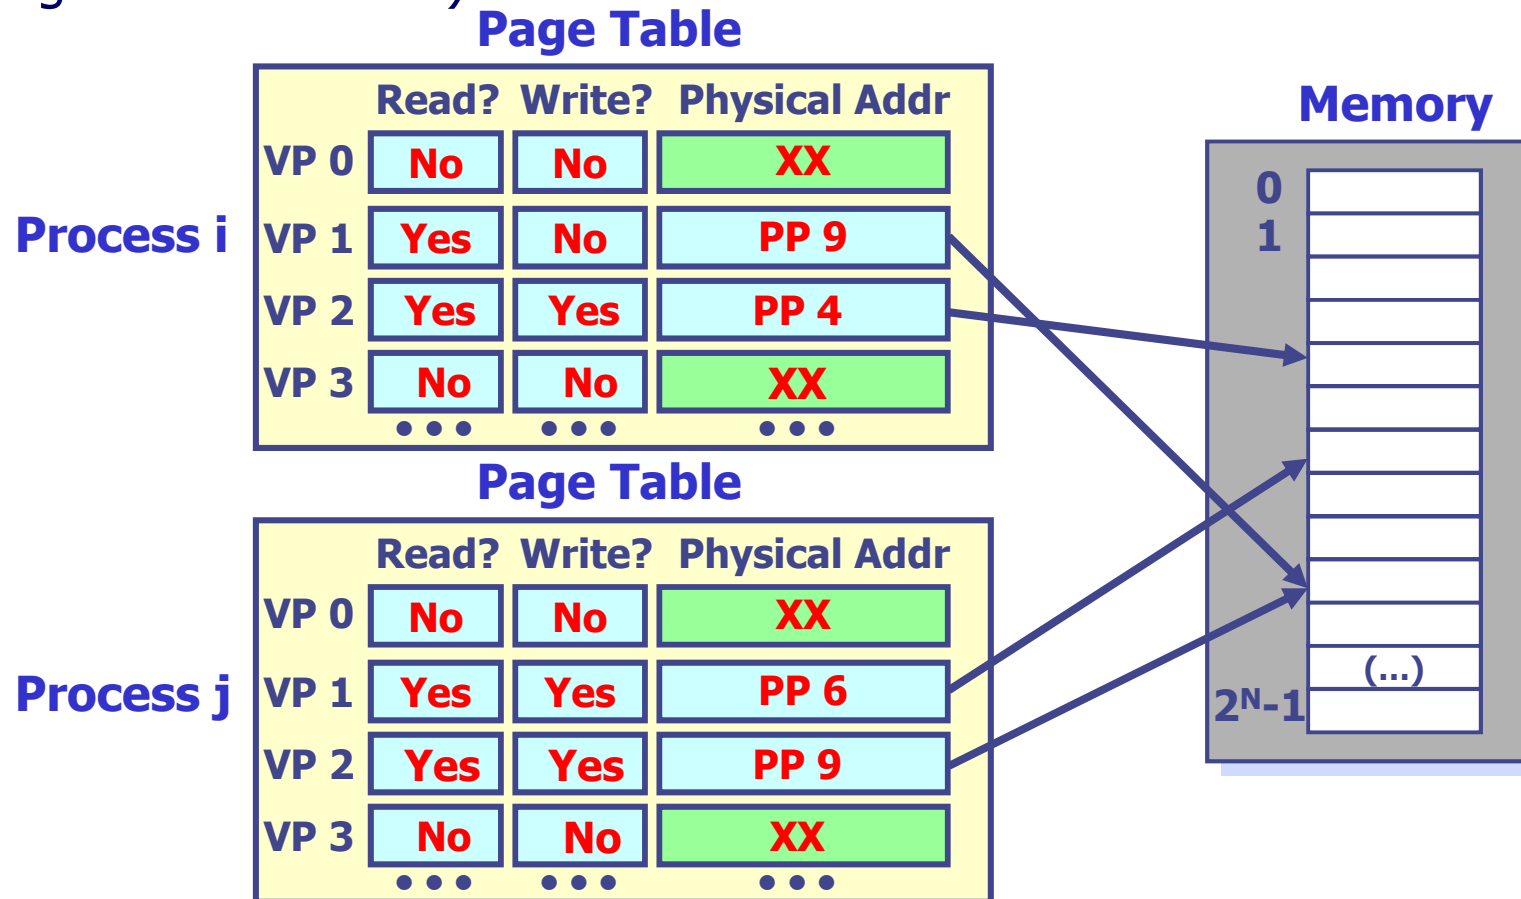 Page Table
Read? Write? Physical Addr
VP 0 No No XX
Process i VP 1 Yes No PP 9
VP 2 Yes Yes PP 4
VP 3 No No XX
• • • • • • • • •
Page Table
Read? Write? Physical Addr
VP 0 No No XX
Process j VP 1 Yes Yes PP 6
VP 2 Yes Yes PP 9
VP 3 No No XX
• • • • • • • • •
Memory
0
1
(...)
2ᴺ-1